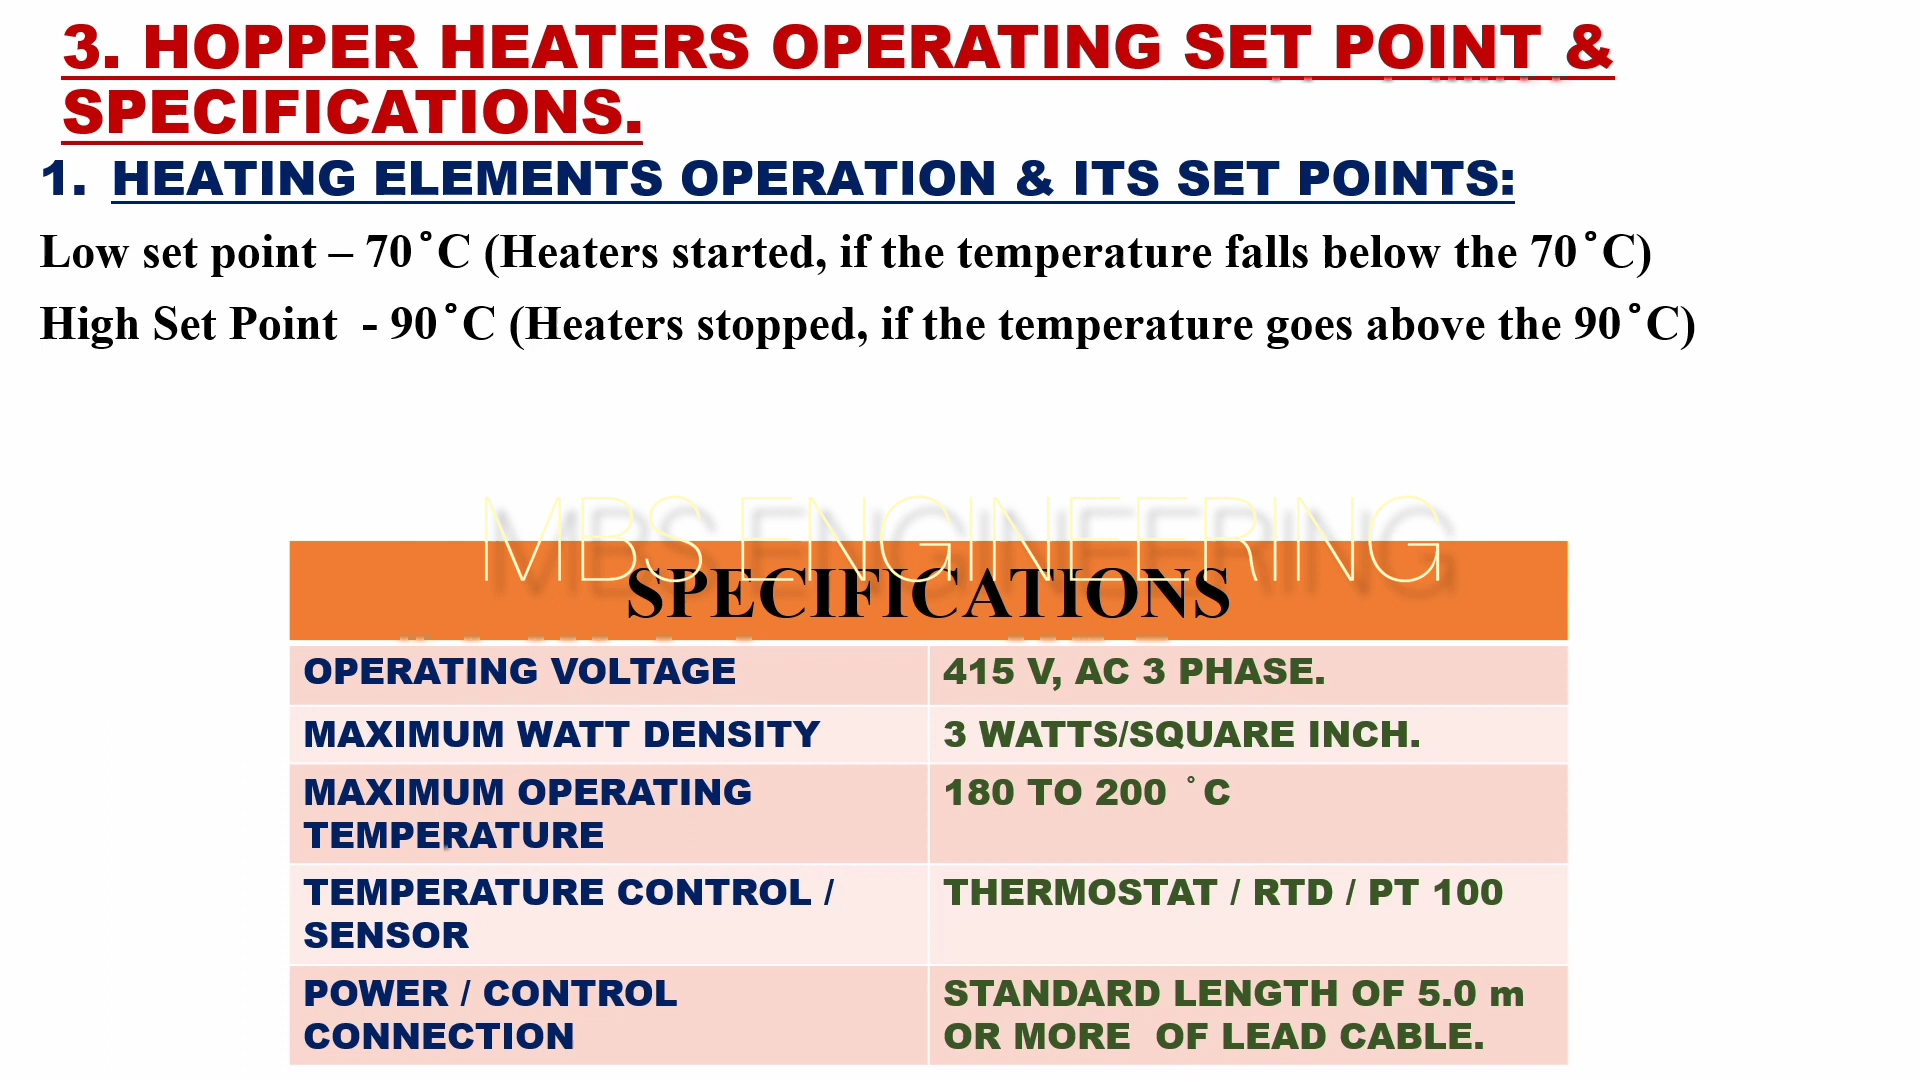 3. HOPPER HEATERS OPERATING SET POINT &
SPECIFICATIONS.
1. HEATING ELEMENTS OPERATION & ITS SET POINTS:
Low set point – 70˚C (Heaters started, if the temperature falls below the 70˚C)
High Set Point - 90˚C (Heaters stopped, if the temperature goes above the 90˚C)
MBS ENGINEERING
SPECIFICATIONS
OPERATING VOLTAGE 415 V, AC 3 PHASE.
MAXIMUM WATT DENSITY 3 WATTS/SQUARE INCH.
MAXIMUM OPERATING 180 TO 200 ˚C
TEMPERATURE
TEMPERATURE CONTROL / THERMOSTAT / RTD / PT 100
SENSOR
POWER / CONTROL STANDARD LENGTH OF 5.0 m
CONNECTION OR MORE OF LEAD CABLE.